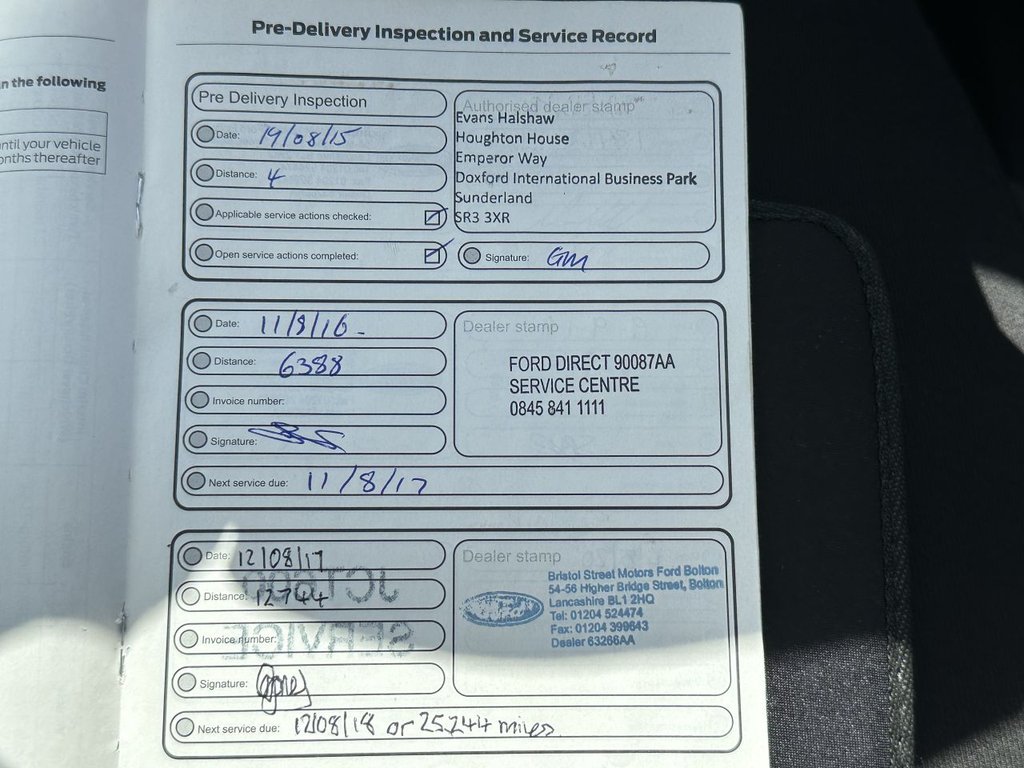 Pre-Delivery Inspection and Service Record
n the following
ntil your vehicle
onths thereafter
Pre Delivery Inspection
Date: 19/08/15
Distance: 4
Applicable service actions checked:
Open service actions completed:
Authorised dealer stamp
Evans Halshaw
Houghton House
Emperor Way
Doxford International Business Park
Sunderland
SR3 3XR
Signature: GM
Date: 11/8/16
Distance: 6388
Invoice number:
Signature:
Next service due: 11/8/17
Dealer stamp
FORD DIRECT 90087AA
SERVICE CENTRE
0845 841 1111
Date: 12/08/17
Distance: 12744
Invoice number:
Signature:
Next service due: 12/08/18 or 25,244 miles.
Dealer stamp
Bristol Street Motors Ford Bolton
54-56 Higher Bridge Street, Bolton
Lancashire BL1 2HQ
Tel: 01204 524474
Fax: 01204 399643
Dealer 63266AA